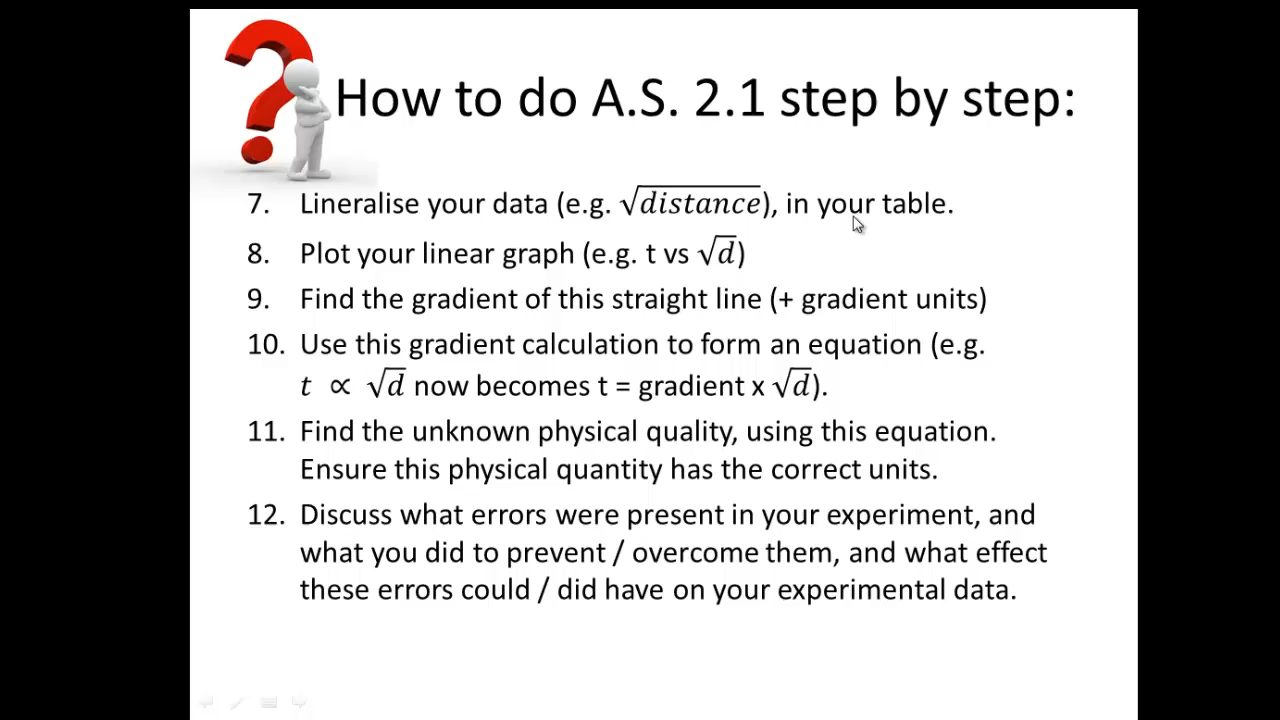 How to do A.S. 2.1 step by step:
7. Lineralise your data (e.g. √distance), in your table.
8. Plot your linear graph (e.g. t vs √d)
9. Find the gradient of this straight line (+ gradient units)
10. Use this gradient calculation to form an equation (e.g.
t ∝ √d now becomes t = gradient x √d).
11. Find the unknown physical quality, using this equation.
Ensure this physical quantity has the correct units.
12. Discuss what errors were present in your experiment, and
what you did to prevent / overcome them, and what effect
these errors could / did have on your experimental data.